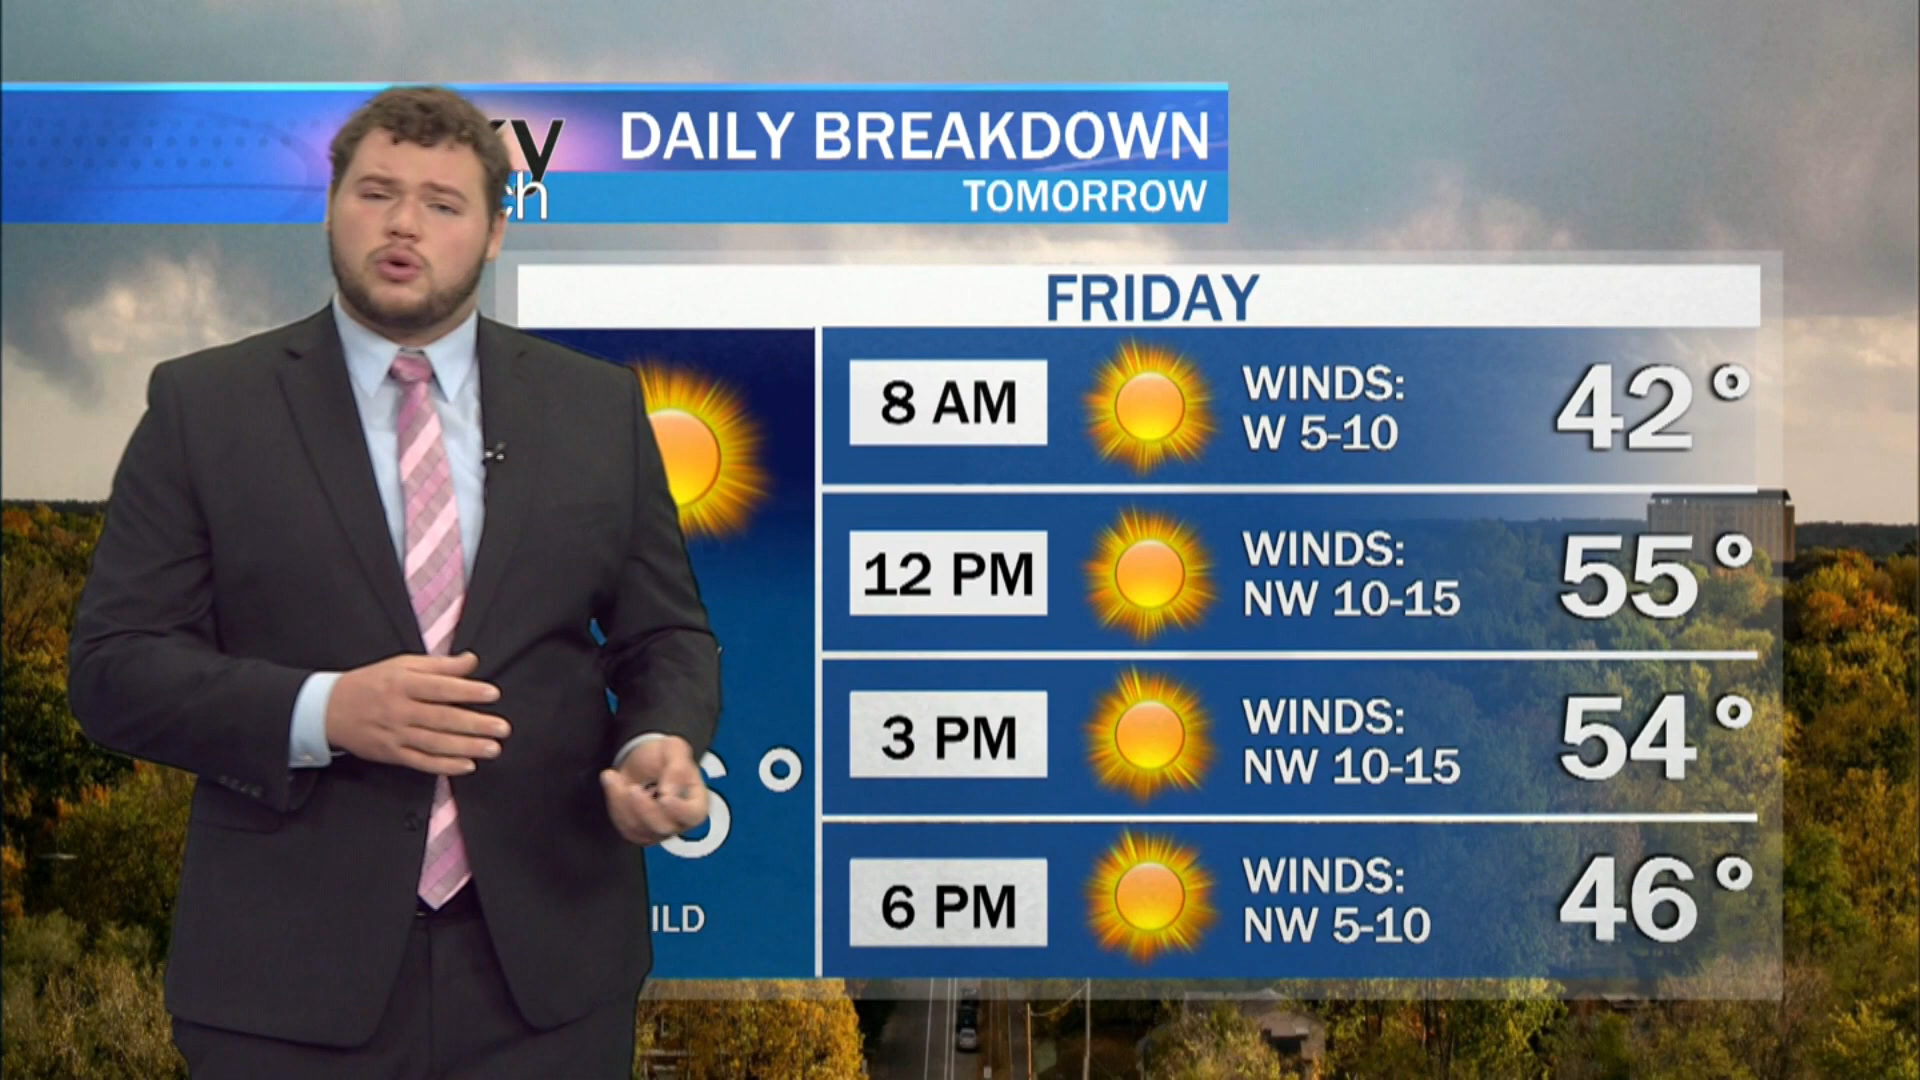 DAILY BREAKDOWN
TOMORROW
FRIDAY
8 AM
WINDS:
W 5-10
42°
12 PM
WINDS:
NW 10-15
55°
3 PM
WINDS:
NW 10-15
54°
6 PM
WINDS:
NW 5-10
46°